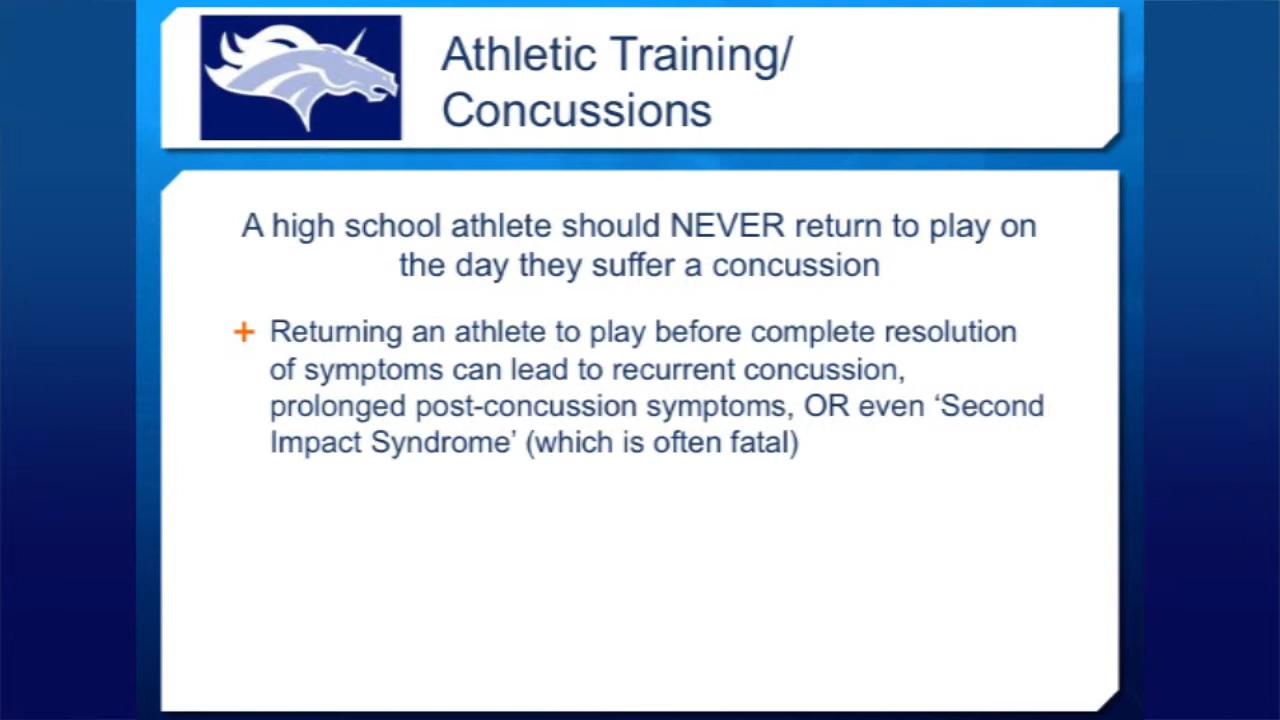 Athletic Training/
Concussions
A high school athlete should NEVER return to play on
the day they suffer a concussion
+ Returning an athlete to play before complete resolution
of symptoms can lead to recurrent concussion,
prolonged post-concussion symptoms, OR even ‘Second
Impact Syndrome’ (which is often fatal)